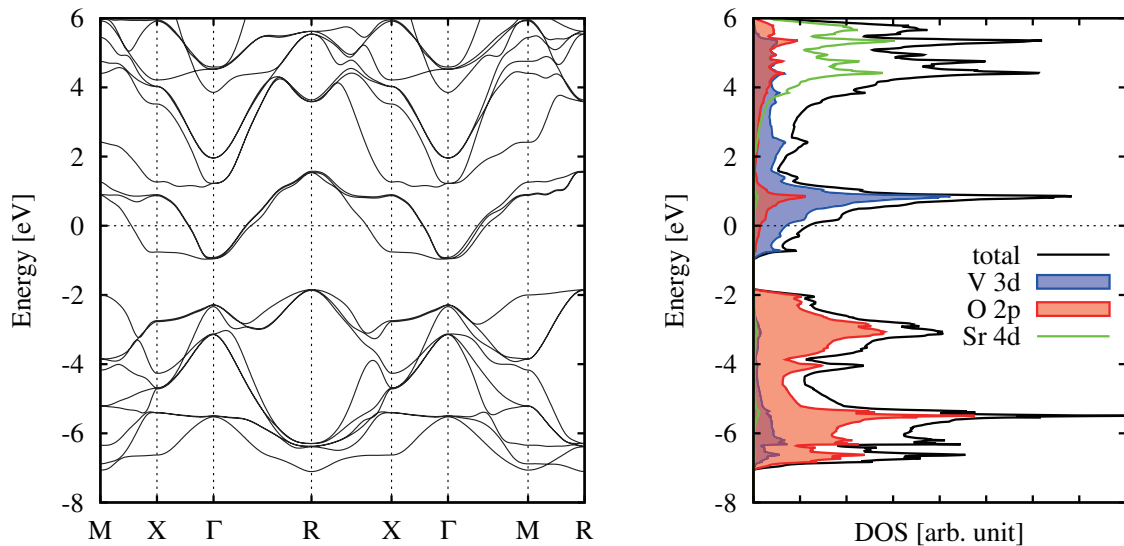 Energy [eV]
6
4
2
0
-2
-4
-6
-8
M X Γ R X Γ M R
Energy [eV]
6
4
2
0
-2
-4
-6
-8
total
V 3d
O 2p
Sr 4d
DOS [arb. unit]